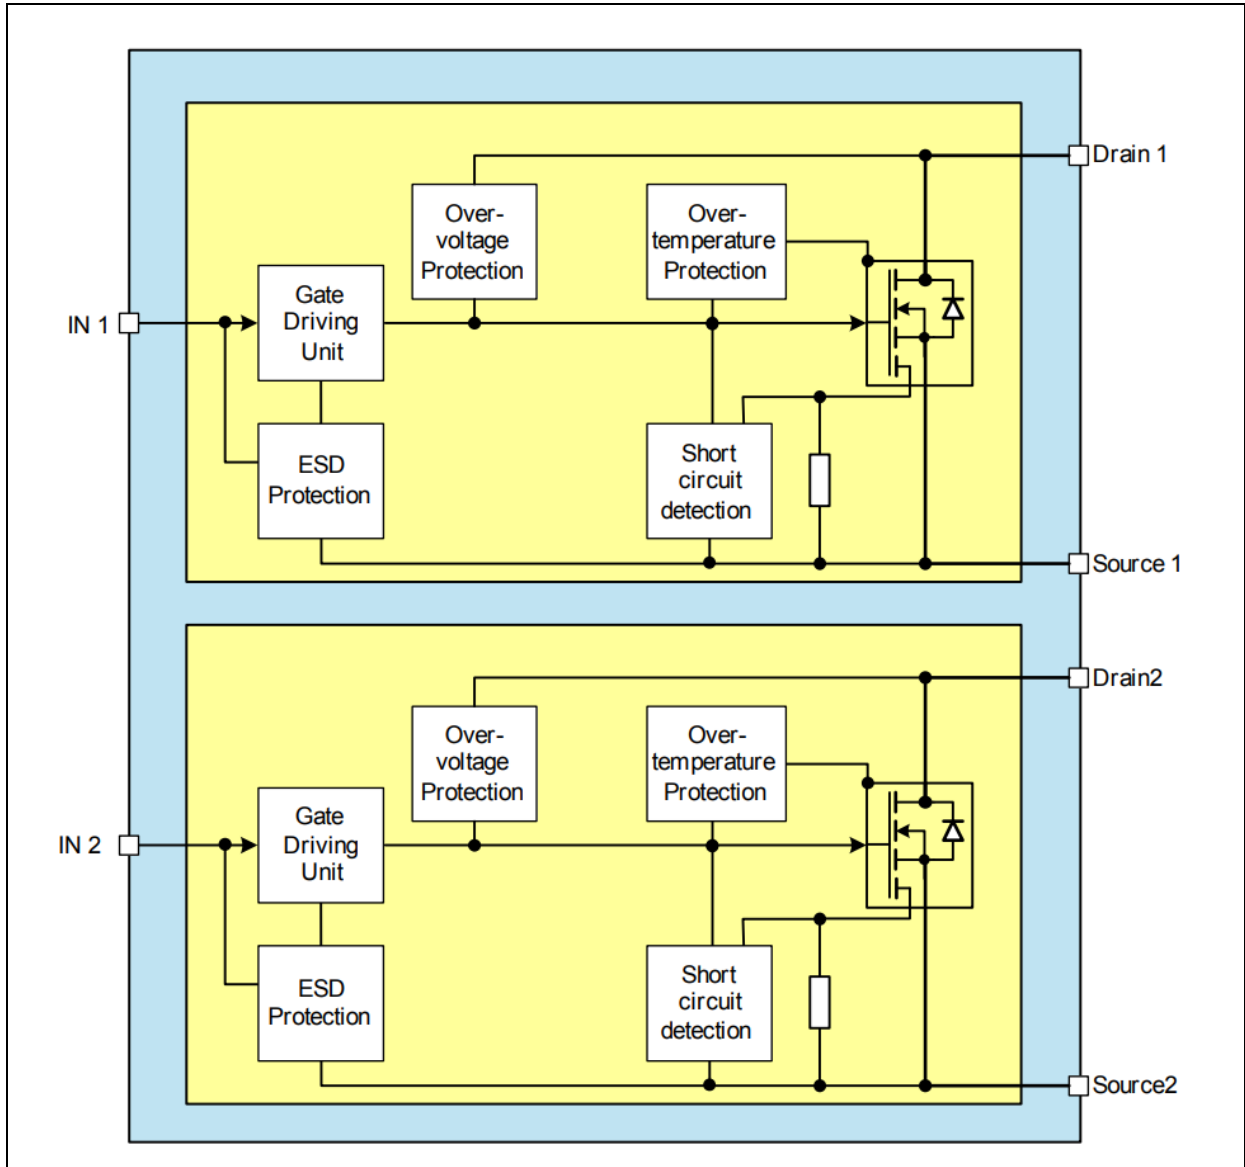 Drain 1
Over-
voltage
Protection
Over-
temperature
Protection
IN 1
Gate
Driving
Unit
ESD
Protection
Short
circuit
detection
Source 1
Drain2
Over-
voltage
Protection
Over-
temperature
Protection
IN 2
Gate
Driving
Unit
ESD
Protection
Short
circuit
detection
Source2